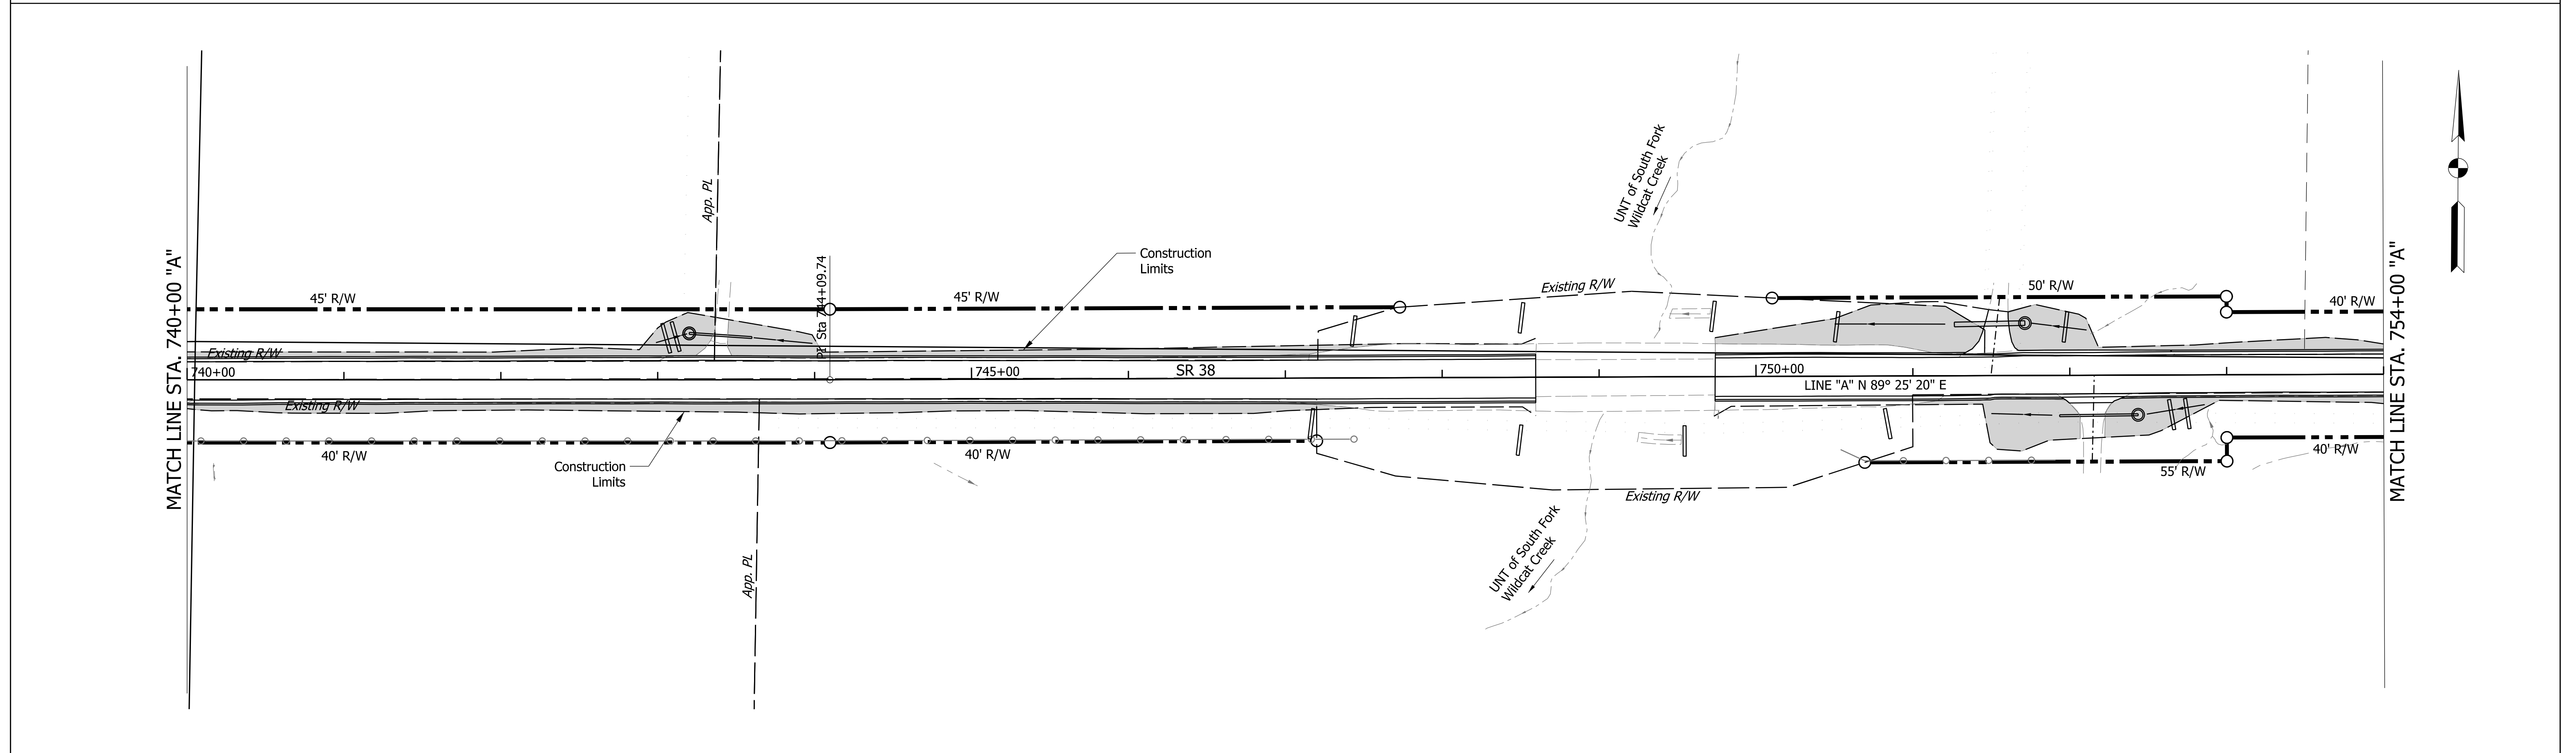 MATCH LINE STA. 740+00 "A"
45' R/W
App. PL
PI Sta 744+09.74
45' R/W
Construction
Limits
UNT of South Fork
Wildcat Creek
Existing R/W
50' R/W
40' R/W
MATCH LINE STA. 754+00 "A"
Existing R/W
740+00
745+00
SR 38
750+00
LINE "A" N 89° 25' 20" E
Existing R/W
40' R/W
Construction
Limits
40' R/W
Existing R/W
55' R/W
40' R/W
App. PL
UNT of South Fork
Wildcat Creek